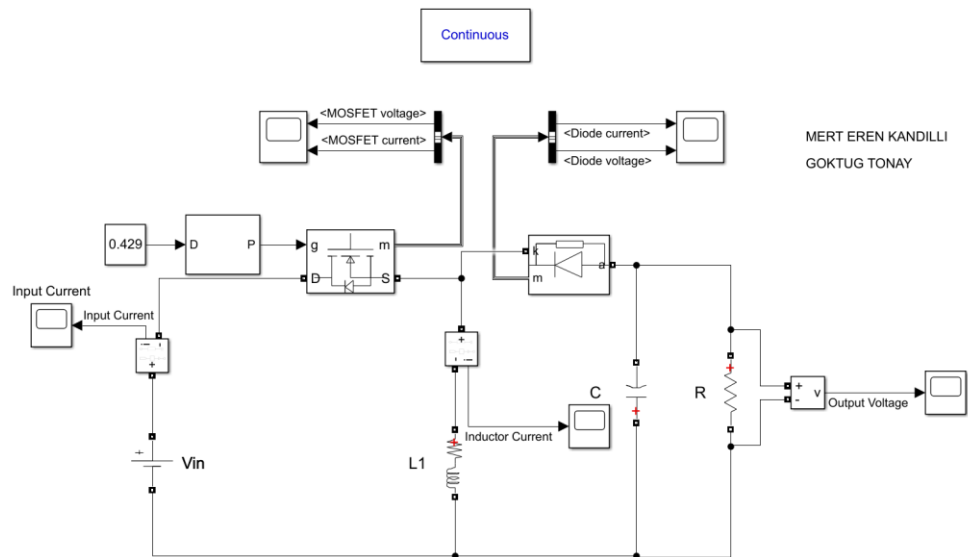 Continuous
<MOSFET voltage>
<MOSFET current>
<Diode current>
<Diode voltage>
MERT EREN KANDILLI
GOKTUG TONAY
0.429
D
P
g
m
D
S
k
m
a
Input Current
Input Current
i
+
-
+
i
-
+
Vin
L1
Inductor Current
C
R
+
-
v
Output Voltage